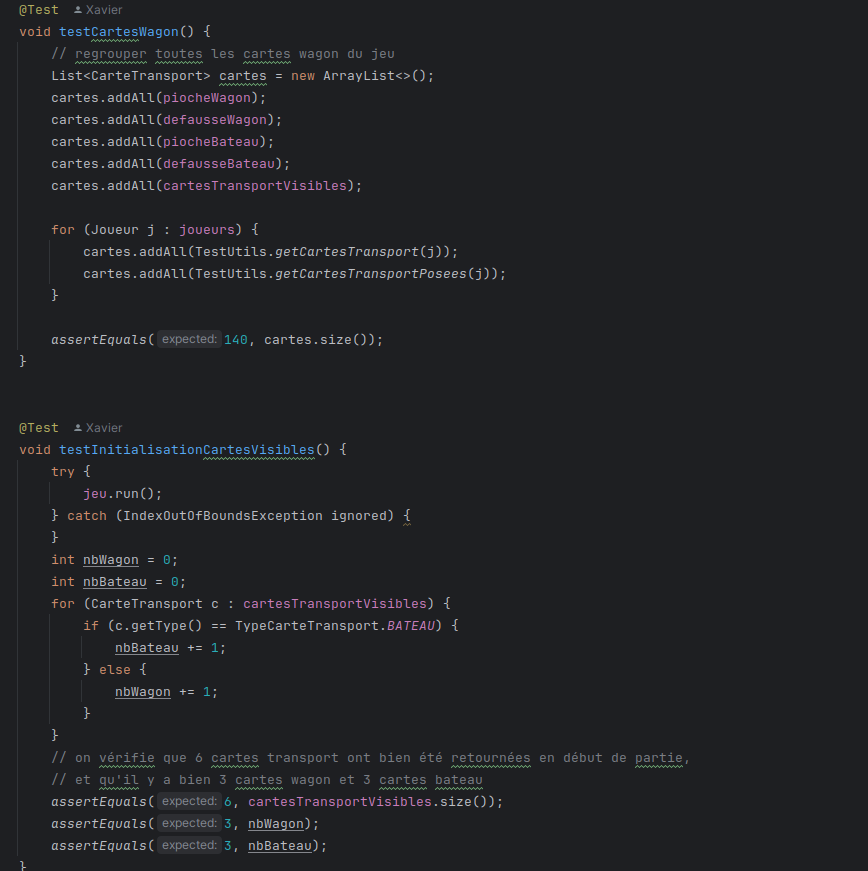 @Test Xavier
void testCartesWagon() {
// regrouper toutes les cartes wagon du jeu
List<CarteTransport> cartes = new ArrayList<>();
cartes.addAll(piocheWagon);
cartes.addAll(defausseWagon);
cartes.addAll(piocheBateau);
cartes.addAll(defausseBateau);
cartes.addAll(cartesTransportVisibles);
for (Joueur j : joueurs) {
cartes.addAll(TestUtils.getCartesTransport(j));
cartes.addAll(TestUtils.getCartesTransportPosees(j));
}
assertEquals( expected: 140, cartes.size());
}
@Test Xavier
void testInitialisationCartesVisibles() {
try {
jeu.run();
} catch (IndexOutOfBoundsException ignored) {
}
int nbWagon = 0;
int nbBateau = 0;
for (CarteTransport c : cartesTransportVisibles) {
if (c.getType() == TypeCarteTransport.BATEAU) {
nbBateau += 1;
} else {
nbWagon += 1;
}
}
// on vérifie que 6 cartes transport ont bien été retournées en début de partie,
// et qu'il y a bien 3 cartes wagon et 3 cartes bateau
assertEquals( expected: 6, cartesTransportVisibles.size());
assertEquals( expected: 3, nbWagon);
assertEquals( expected: 3, nbBateau);
}